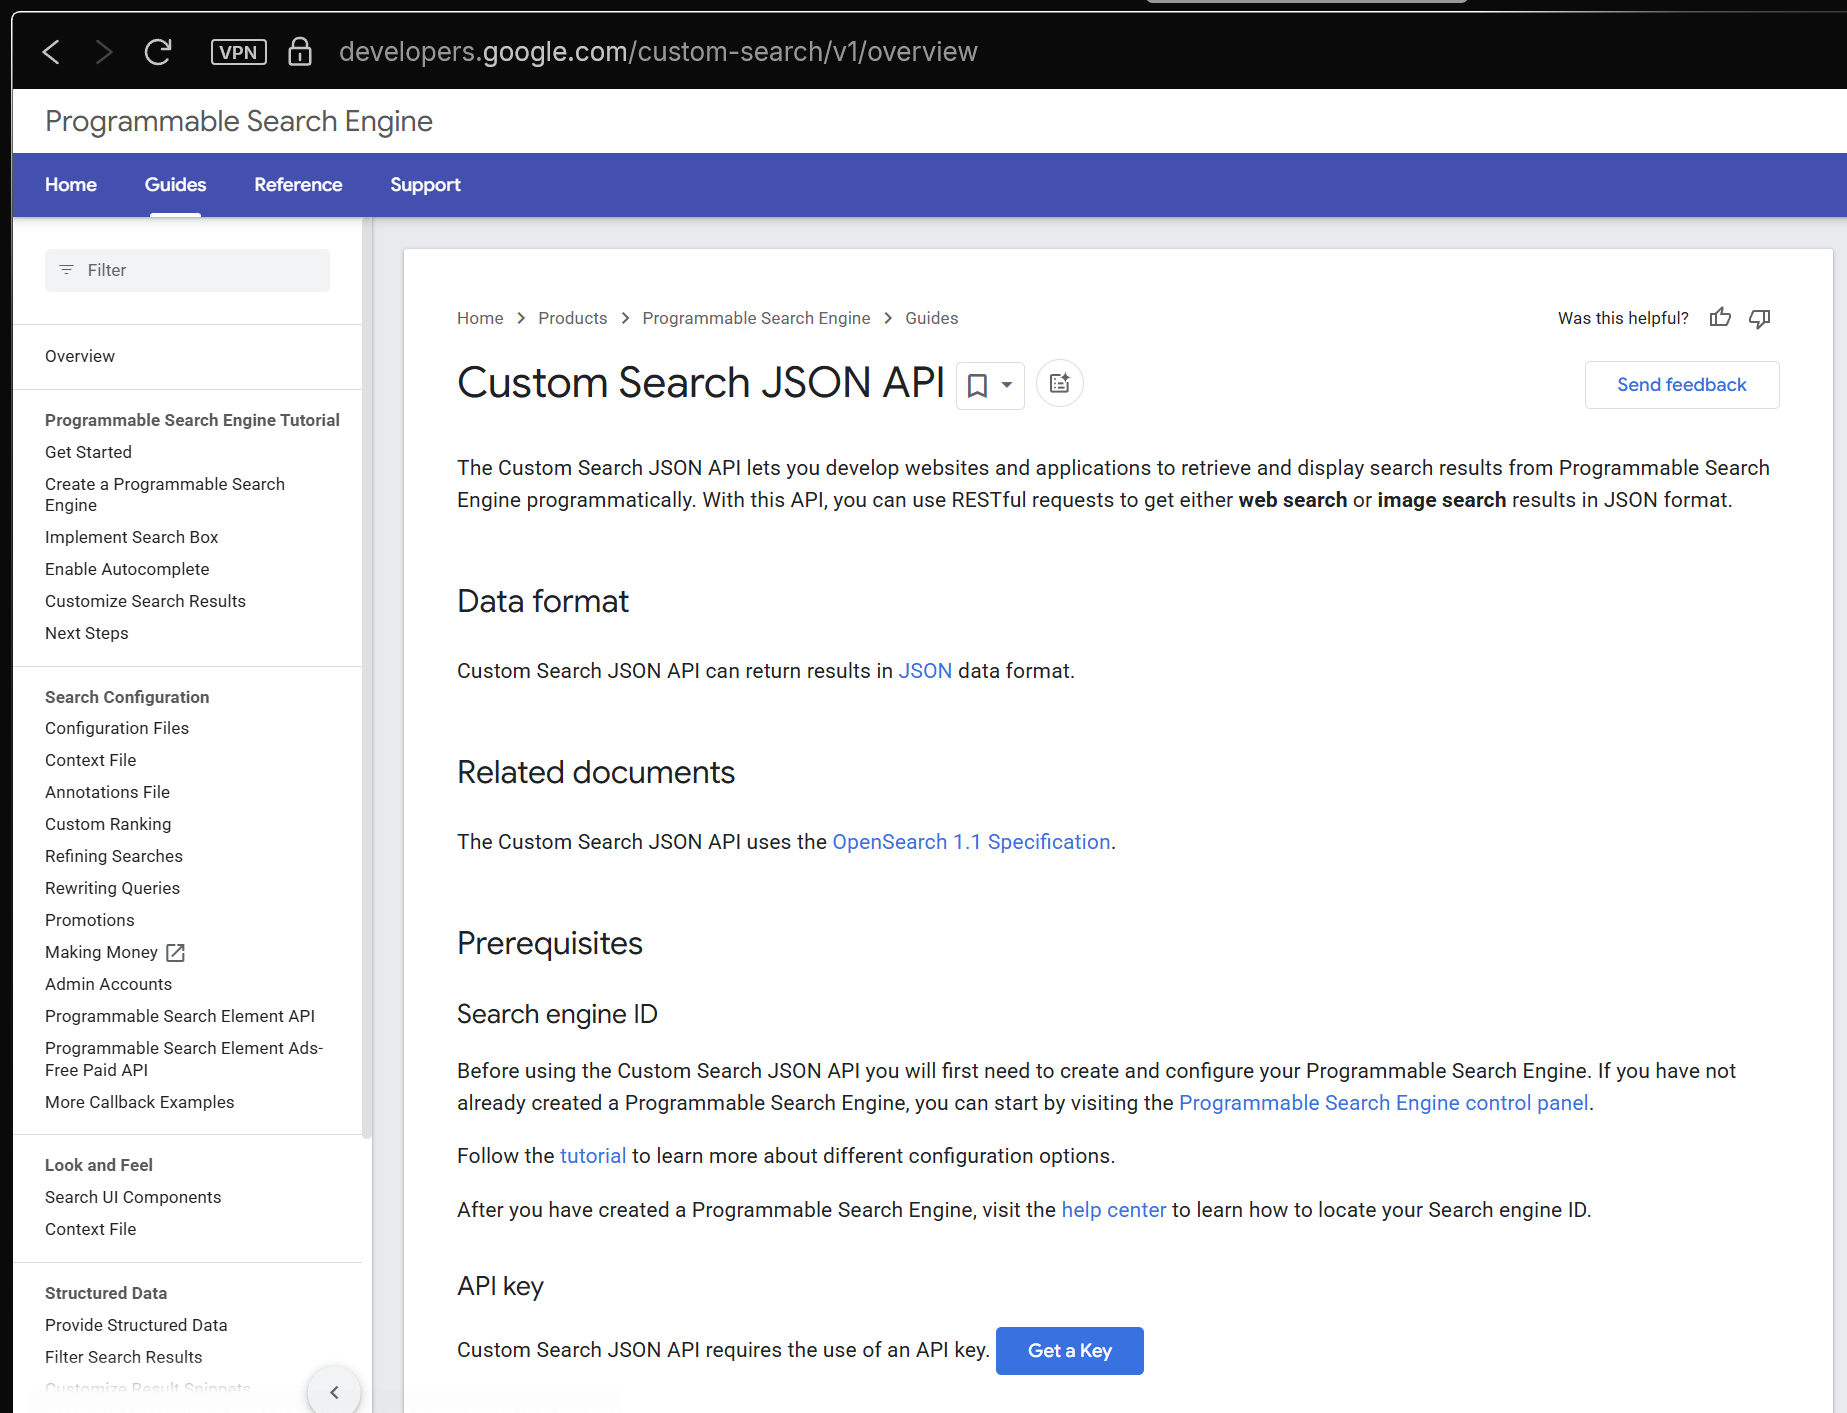 VPN developers.google.com/custom-search/v1/overview
Programmable Search Engine
Home Guides Reference Support
Filter
Overview
Programmable Search Engine Tutorial
Get Started
Create a Programmable Search
Engine
Implement Search Box
Enable Autocomplete
Customize Search Results
Next Steps
Search Configuration
Configuration Files
Context File
Annotations File
Custom Ranking
Refining Searches
Rewriting Queries
Promotions
Making Money
Admin Accounts
Programmable Search Element API
Programmable Search Element Ads-
Free Paid API
More Callback Examples
Look and Feel
Search UI Components
Context File
Structured Data
Provide Structured Data
Filter Search Results
Customize Result Snippets
Home > Products > Programmable Search Engine > Guides
Was this helpful?
Custom Search JSON API
Send feedback
The Custom Search JSON API lets you develop websites and applications to retrieve and display search results from Programmable Search
Engine programmatically. With this API, you can use RESTful requests to get either web search or image search results in JSON format.
Data format
Custom Search JSON API can return results in JSON data format.
Related documents
The Custom Search JSON API uses the OpenSearch 1.1 Specification.
Prerequisites
Search engine ID
Before using the Custom Search JSON API you will first need to create and configure your Programmable Search Engine. If you have not
already created a Programmable Search Engine, you can start by visiting the Programmable Search Engine control panel.
Follow the tutorial to learn more about different configuration options.
After you have created a Programmable Search Engine, visit the help center to learn how to locate your Search engine ID.
API key
Custom Search JSON API requires the use of an API key. Get a Key